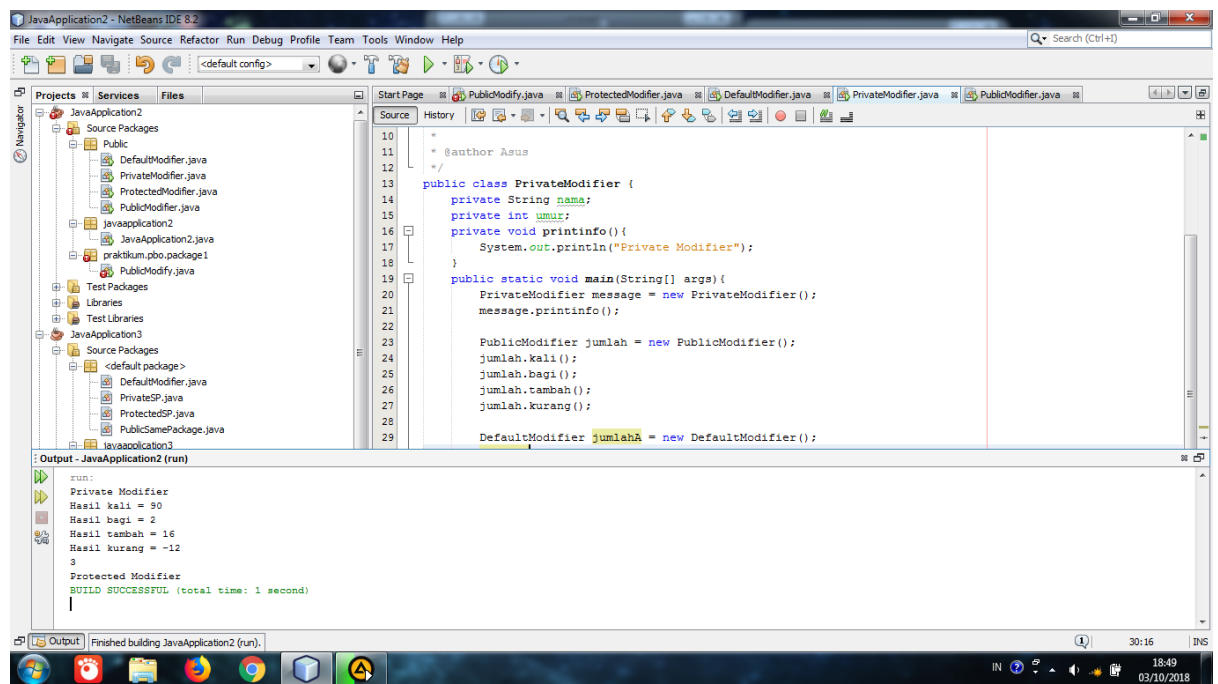 JavaApplication2 - NetBeans IDE 8.2
File Edit View Navigate Source Refactor Run Debug Profile Team Tools Window Help
Search (Ctrl+I)
<default config>
Projects Services Files
Navigator
JavaApplication2
Source Packages
Public
DefaultModifier.java
PrivateModifier.java
ProtectedModifier.java
PublicModifier.java
javaapplication2
JavaApplication2.java
praktikum.pbo.package1
PublicModify.java
Test Packages
Libraries
Test Libraries
JavaApplication3
Source Packages
<default package>
DefaultModifier.java
PrivateSP.java
ProtectedSP.java
PublicSamePackage.java
javaapplication3
Start Page PublicModify.java ProtectedModifier.java DefaultModifier.java PrivateModifier.java PublicModifier.java
Source History
10 *
11 * @author Asus
12 */
13 public class PrivateModifier {
14 private String nama;
15 private int umur;
16 private void printinfo(){
17 System.out.println("Private Modifier");
18 }
19 public static void main(String[] args){
20 PrivateModifier message = new PrivateModifier();
21 message.printinfo();
22
23 PublicModifier jumlah = new PublicModifier();
24 jumlah.kali();
25 jumlah.bagi();
26 jumlah.tambah();
27 jumlah.kurang();
28
29 DefaultModifier jumlahA = new DefaultModifier();
Output - JavaApplication2 (run)
run:
Private Modifier
Hasil kali = 90
Hasil bagi = 2
Hasil tambah = 16
Hasil kurang = -12
3
Protected Modifier
BUILD SUCCESSFUL (total time: 1 second)
Output Finished building JavaApplication2 (run).
1 30:16 INS
IN 18:49
03/10/2018